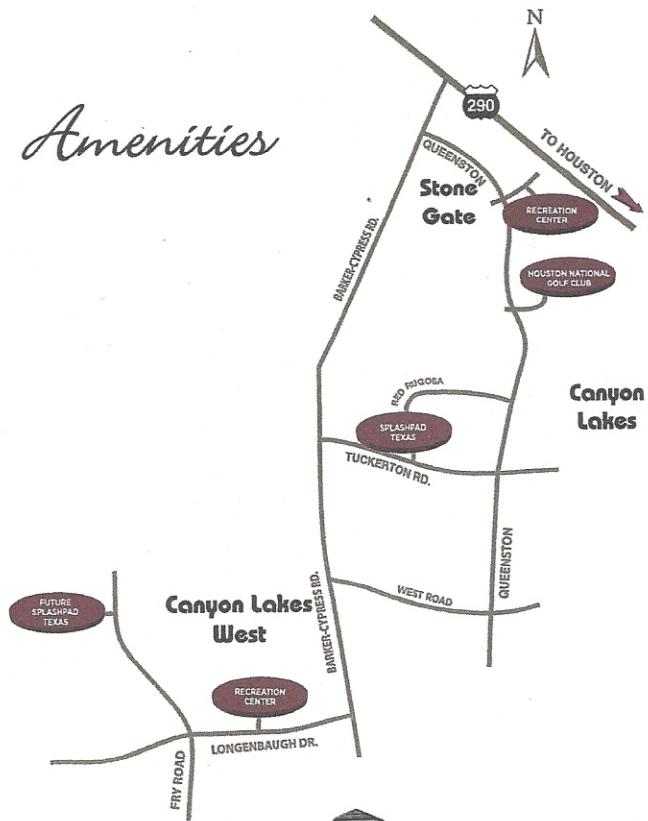 N
Amenities
290
TO HOUSTON
QUEENSTON
Stone
Gate
RECREATION
CENTER
BARKER-CYPRESS RD.
HOUSTON NATIONAL
GOLF CLUB
RED RUGOSA
Canyon
Lakes
SPLASHPAD
TEXAS
TUCKERTON RD.
QUEENSTON
WEST ROAD
BARKER-CYPRESS RD.
FUTURE
SPLASHPAD
TEXAS
Canyon Lakes
West
RECREATION
CENTER
LONGENBAUGH DR.
FRY ROAD